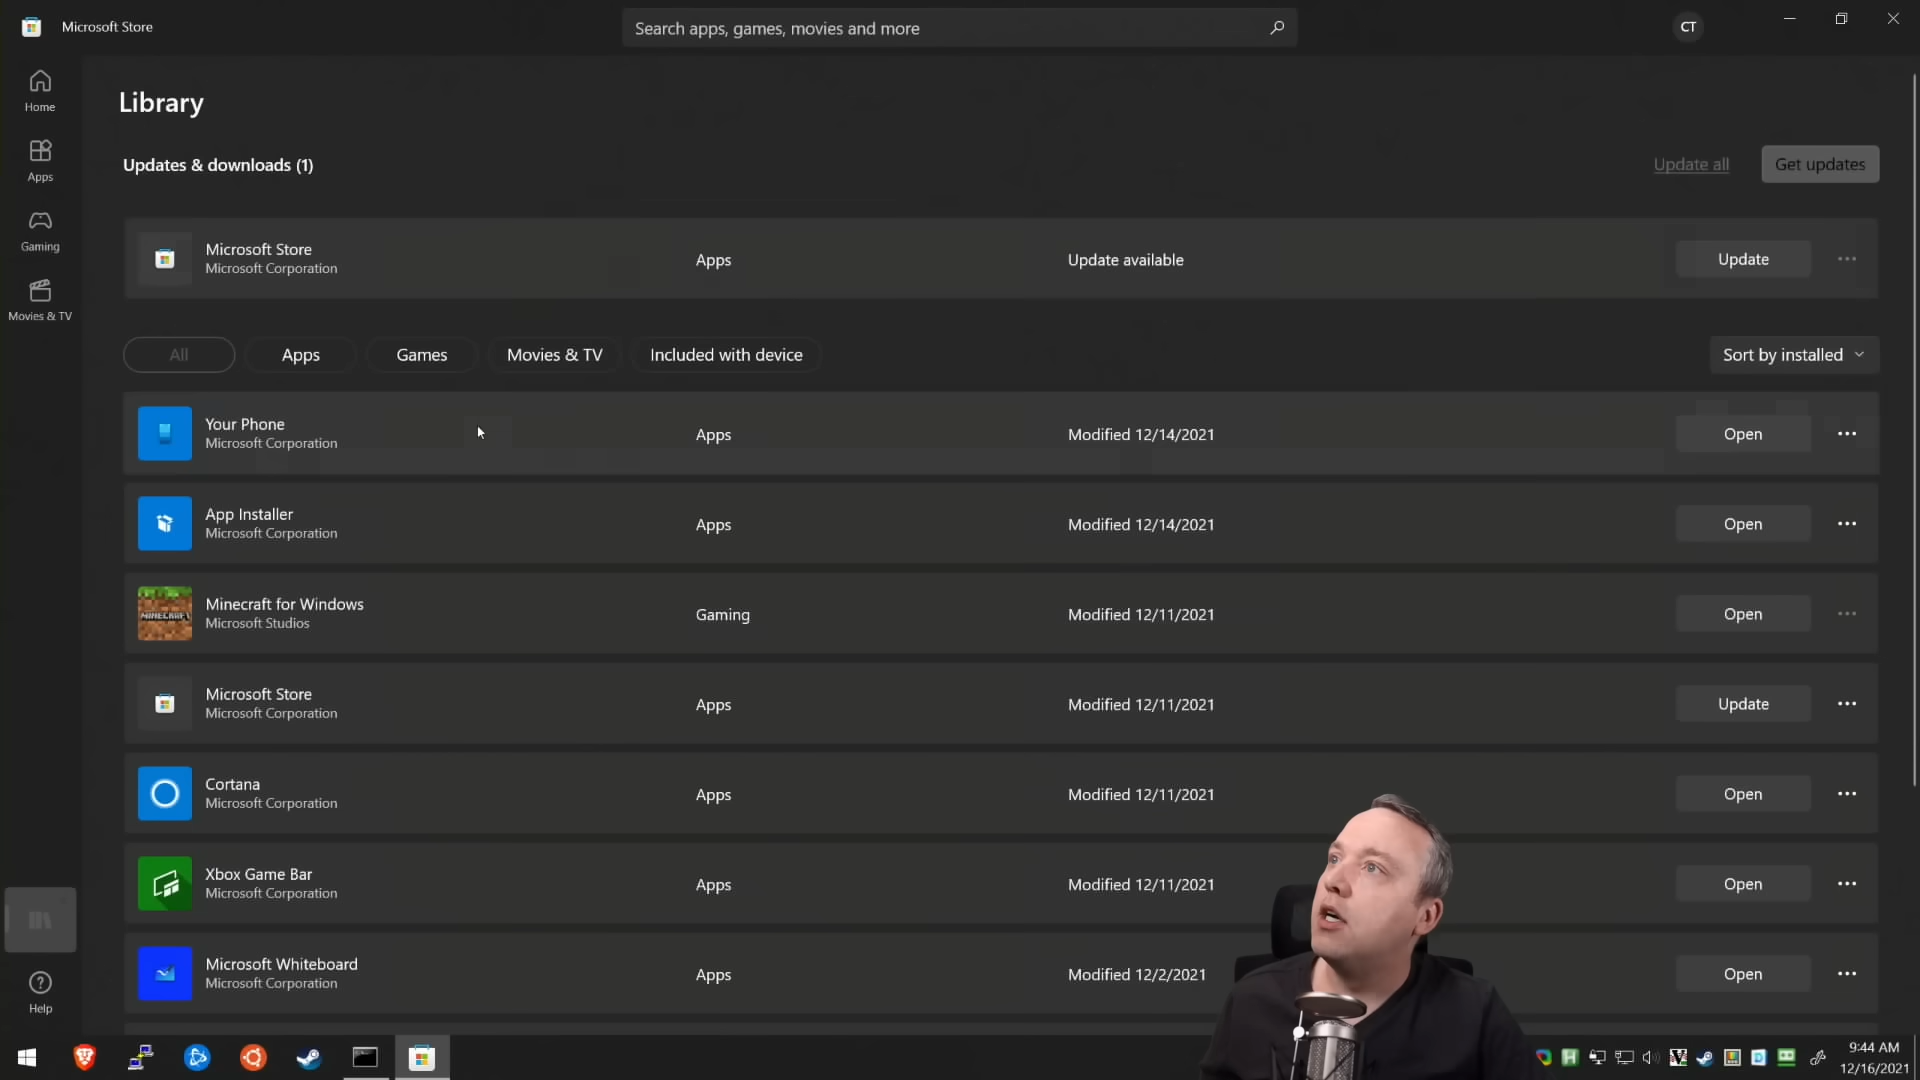 Microsoft Store
Search apps, games, movies and more
CT
Home
Apps
Gaming
Movies & TV
Help
Library
Updates & downloads (1)
Update all
Get updates
Microsoft Store
Microsoft Corporation
Apps
Update available
Update
All
Apps
Games
Movies & TV
Included with device
Sort by installed
Your Phone
Microsoft Corporation
Apps
Modified 12/14/2021
Open
App Installer
Microsoft Corporation
Apps
Modified 12/14/2021
Open
MINECRAFT
Minecraft for Windows
Microsoft Studios
Gaming
Modified 12/11/2021
Open
Microsoft Store
Microsoft Corporation
Apps
Modified 12/11/2021
Update
Cortana
Microsoft Corporation
Apps
Modified 12/11/2021
Open
Xbox Game Bar
Microsoft Corporation
Apps
Modified 12/11/2021
Open
Microsoft Whiteboard
Microsoft Corporation
Apps
Modified 12/2/2021
Open
9:44 AM
12/16/2021